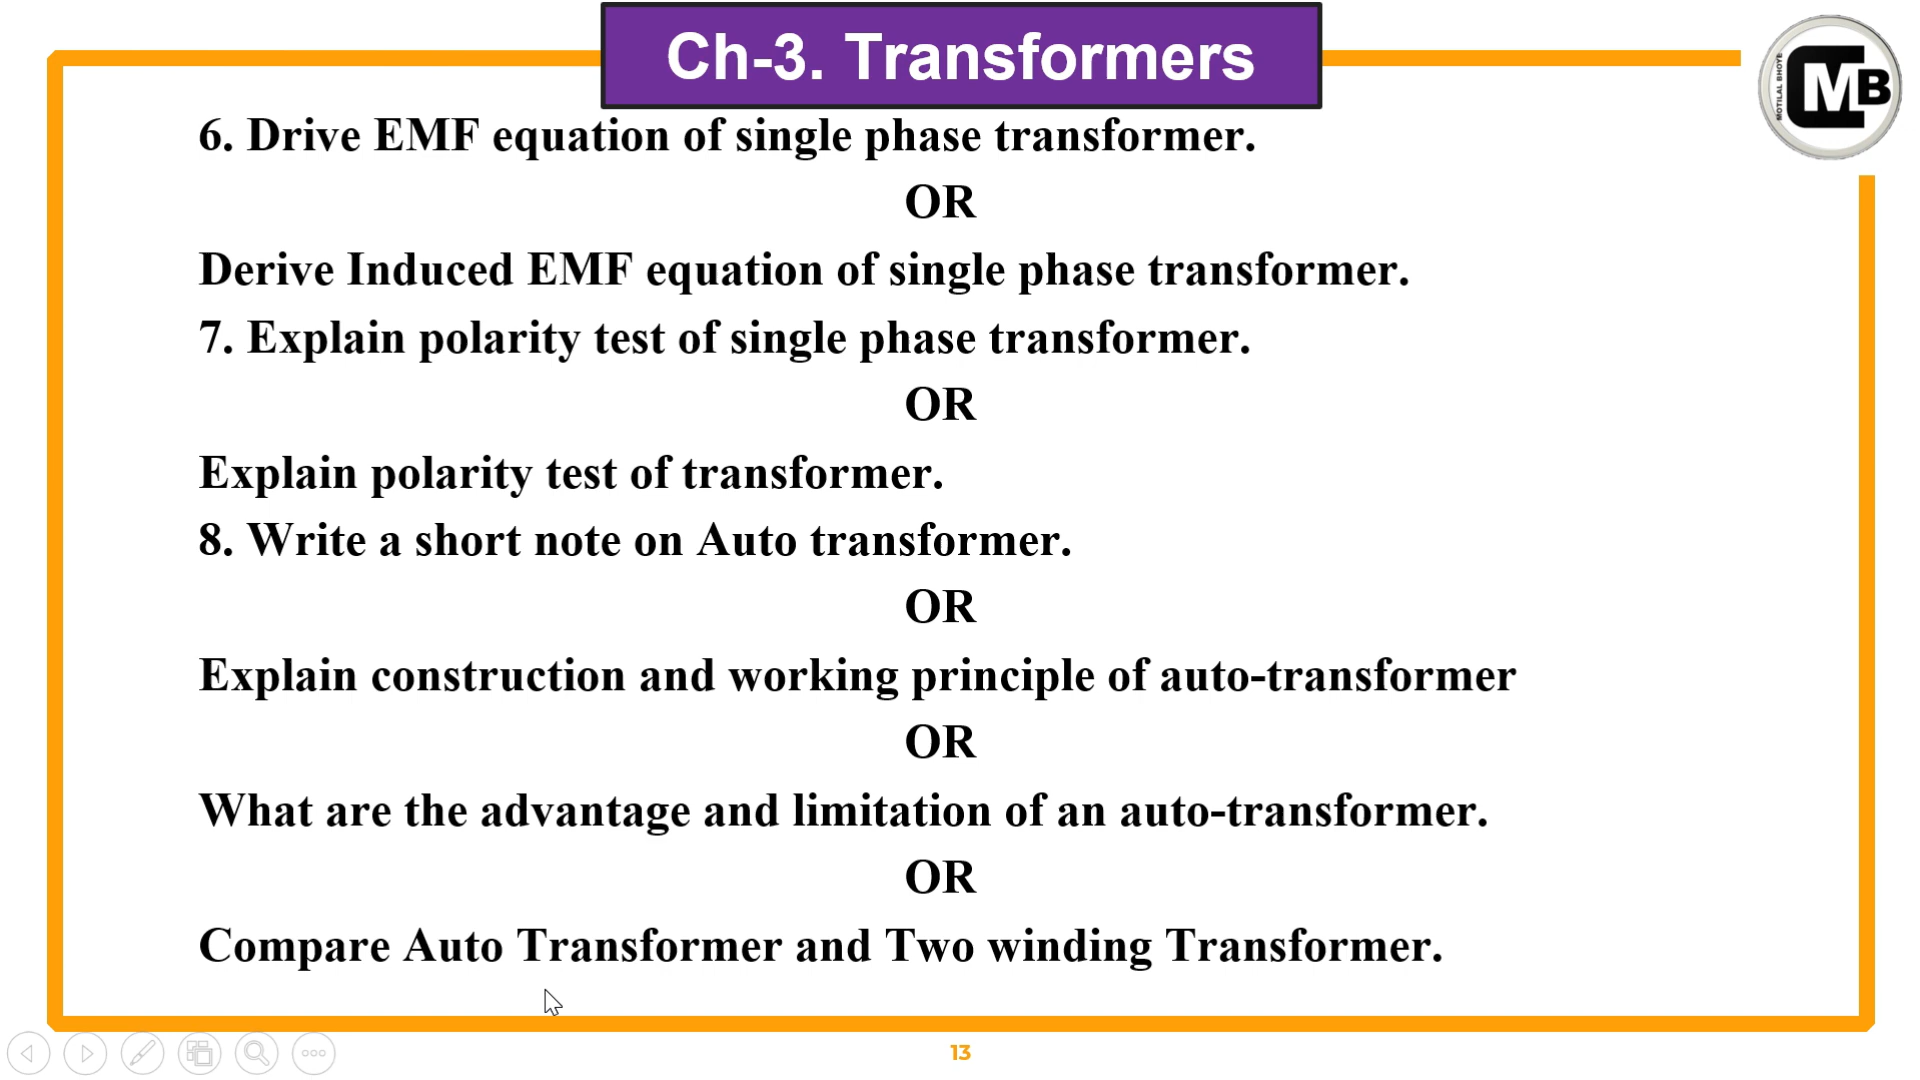 Ch-3. Transformers
MOTILAL BHOYE
MB
6. Drive EMF equation of single phase transformer.
OR
Derive Induced EMF equation of single phase transformer.
7. Explain polarity test of single phase transformer.
OR
Explain polarity test of transformer.
8. Write a short note on Auto transformer.
OR
Explain construction and working principle of auto-transformer
OR
What are the advantage and limitation of an auto-transformer.
OR
Compare Auto Transformer and Two winding Transformer.
13